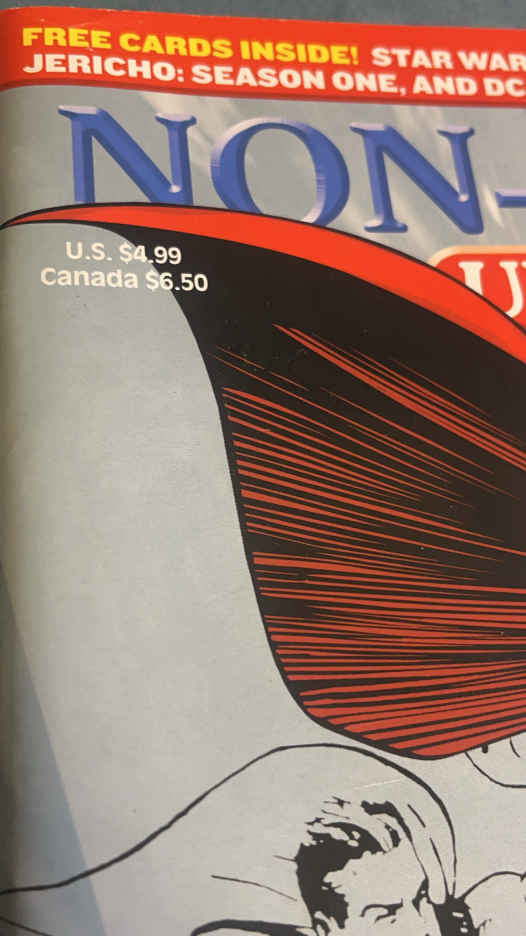 FREE CARDS INSIDE! STAR WAR
JERICHO: SEASON ONE, AND DC
NON-
U.S. $4.99
Canada $6.50
U